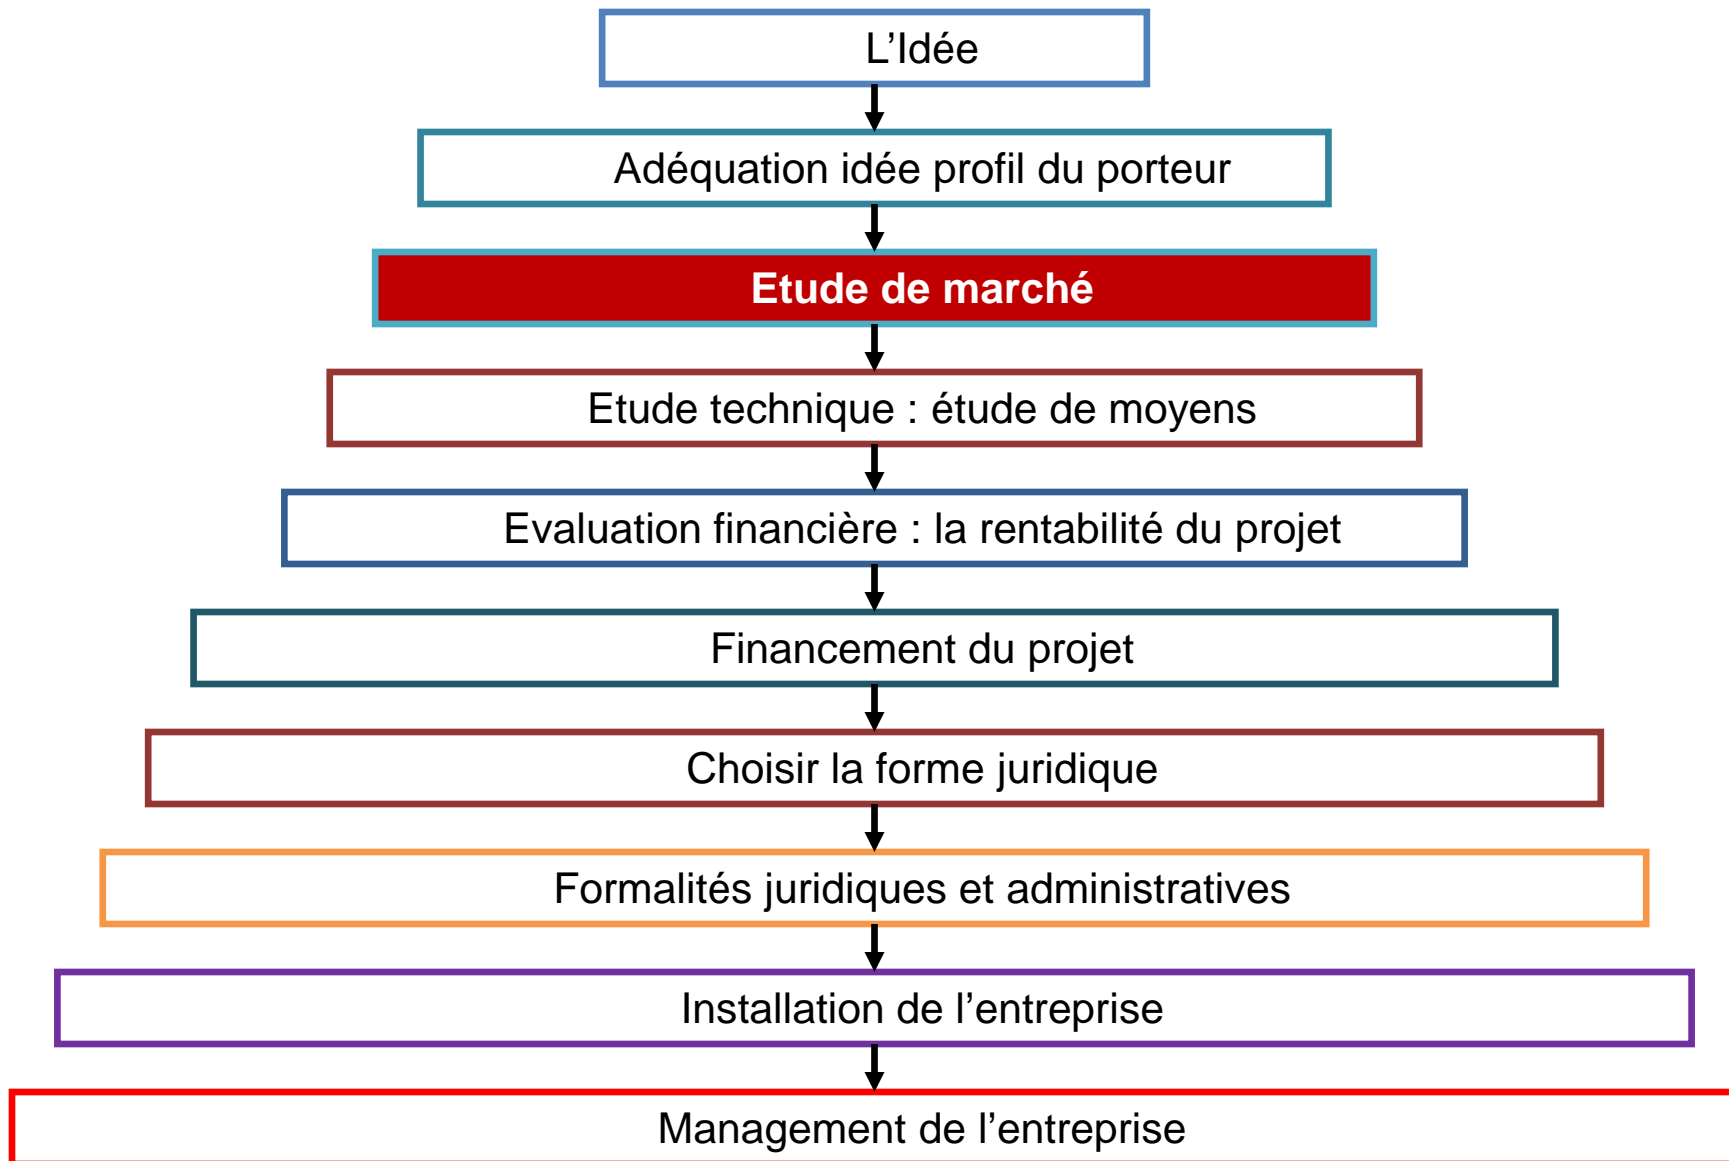 L’Idée
Adéquation idée profil du porteur
Etude de marché
Etude technique : étude de moyens
Evaluation financière : la rentabilité du projet
Financement du projet
Choisir la forme juridique
Formalités juridiques et administratives
Installation de l’entreprise
Management de l’entreprise